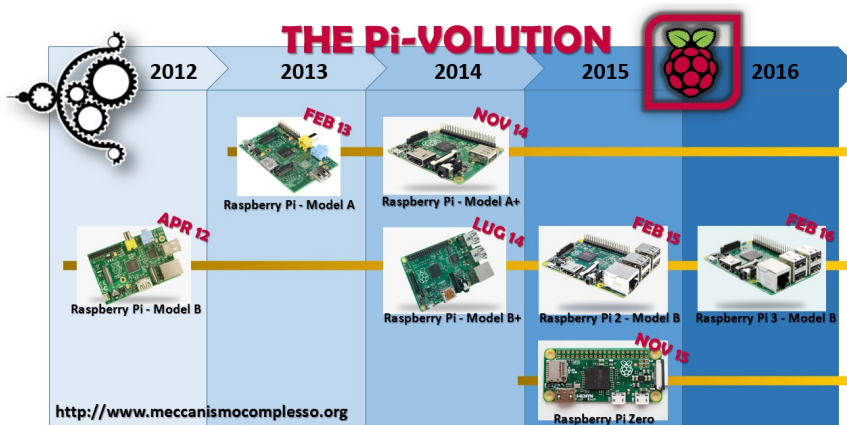 THE Pi-VOLUTION
2012
2013
2014
2015
2016
FEB 13
Raspberry Pi - Model A
NOV 14
Raspberry Pi - Model A+
APR 12
Raspberry Pi - Model B
LUG 14
Raspberry Pi - Model B+
FEB 15
Raspberry Pi 2 - Model B
FEB 16
Raspberry Pi 3 - Model B
NOV 15
HDMI
Raspberry Pi Zero
http://www.meccanismocomplesso.org